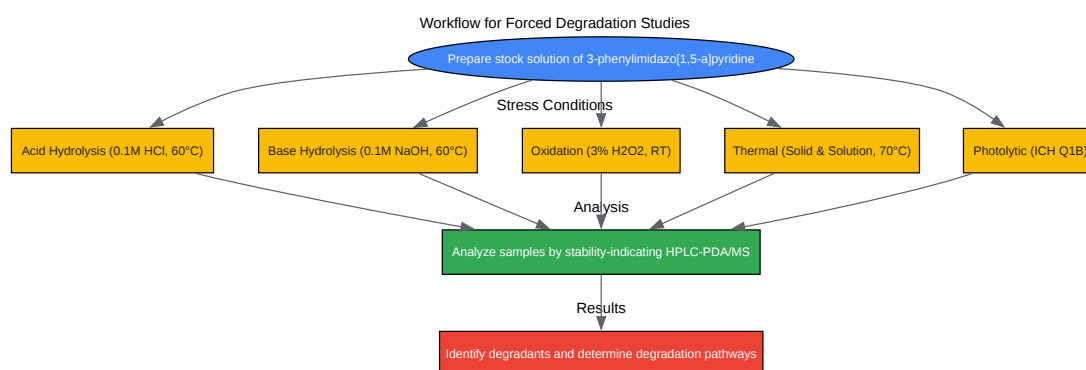 Workflow for Forced Degradation Studies
Prepare stock solution of 3-phenylimidazo[1,5-a]pyridine
Stress Conditions
Acid Hydrolysis (0.1M HCl, 60°C)
Base Hydrolysis (0.1M NaOH, 60°C)
Oxidation (3% H2O2, RT)
Thermal (Solid & Solution, 70°C)
Photolytic (ICH Q1B)
Analysis
Analyze samples by stability-indicating HPLC-PDA/MS
Results
Identify degradants and determine degradation pathways